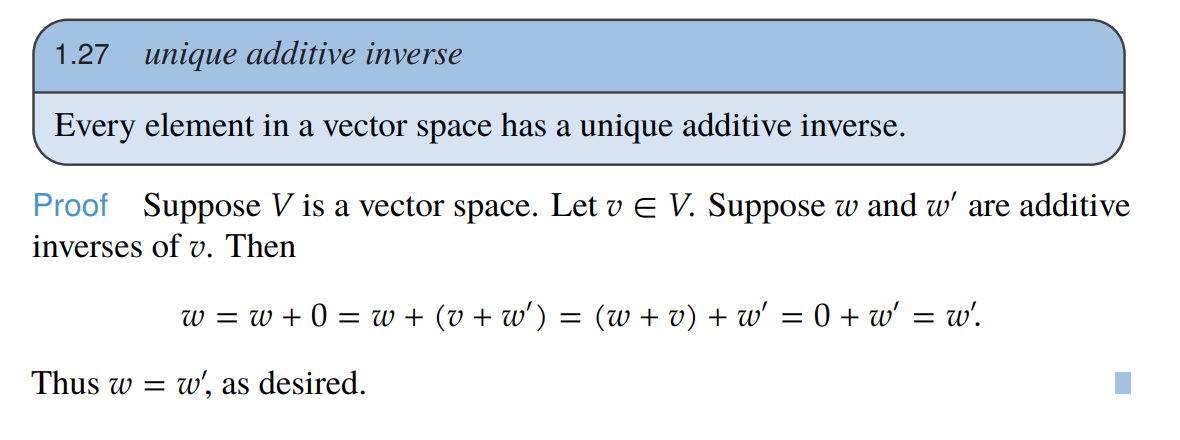 1.27 unique additive inverse
Every element in a vector space has a unique additive inverse.
Proof Suppose V is a vector space. Let v ∈ V. Suppose w and w′ are additive
inverses of v. Then
w = w + 0 = w + (v + w′) = (w + v) + w′ = 0 + w′ = w′.
Thus w = w′, as desired.